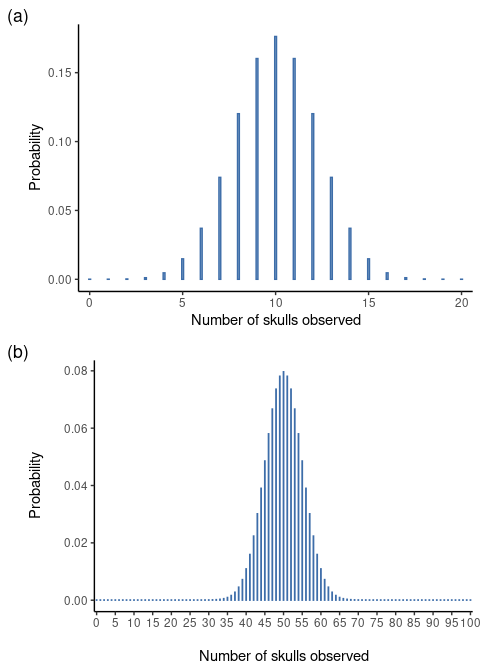 (a)
Probability
0.15
0.10
0.05
0.00
0 5 10 15 20
Number of skulls observed
(b)
Probability
0.08
0.06
0.04
0.02
0.00
0 5 10 15 20 25 30 35 40 45 50 55 60 65 70 75 80 85 90 95 100
Number of skulls observed